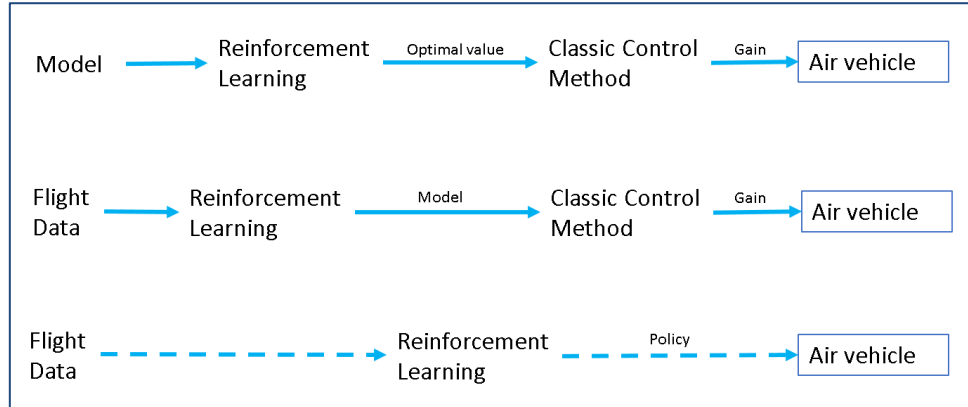 Model
Reinforcement
Learning
Optimal value
Classic Control
Method
Gain
Air vehicle
Flight
Data
Reinforcement
Learning
Model
Classic Control
Method
Gain
Air vehicle
Flight
Data
Reinforcement
Learning
Policy
Air vehicle